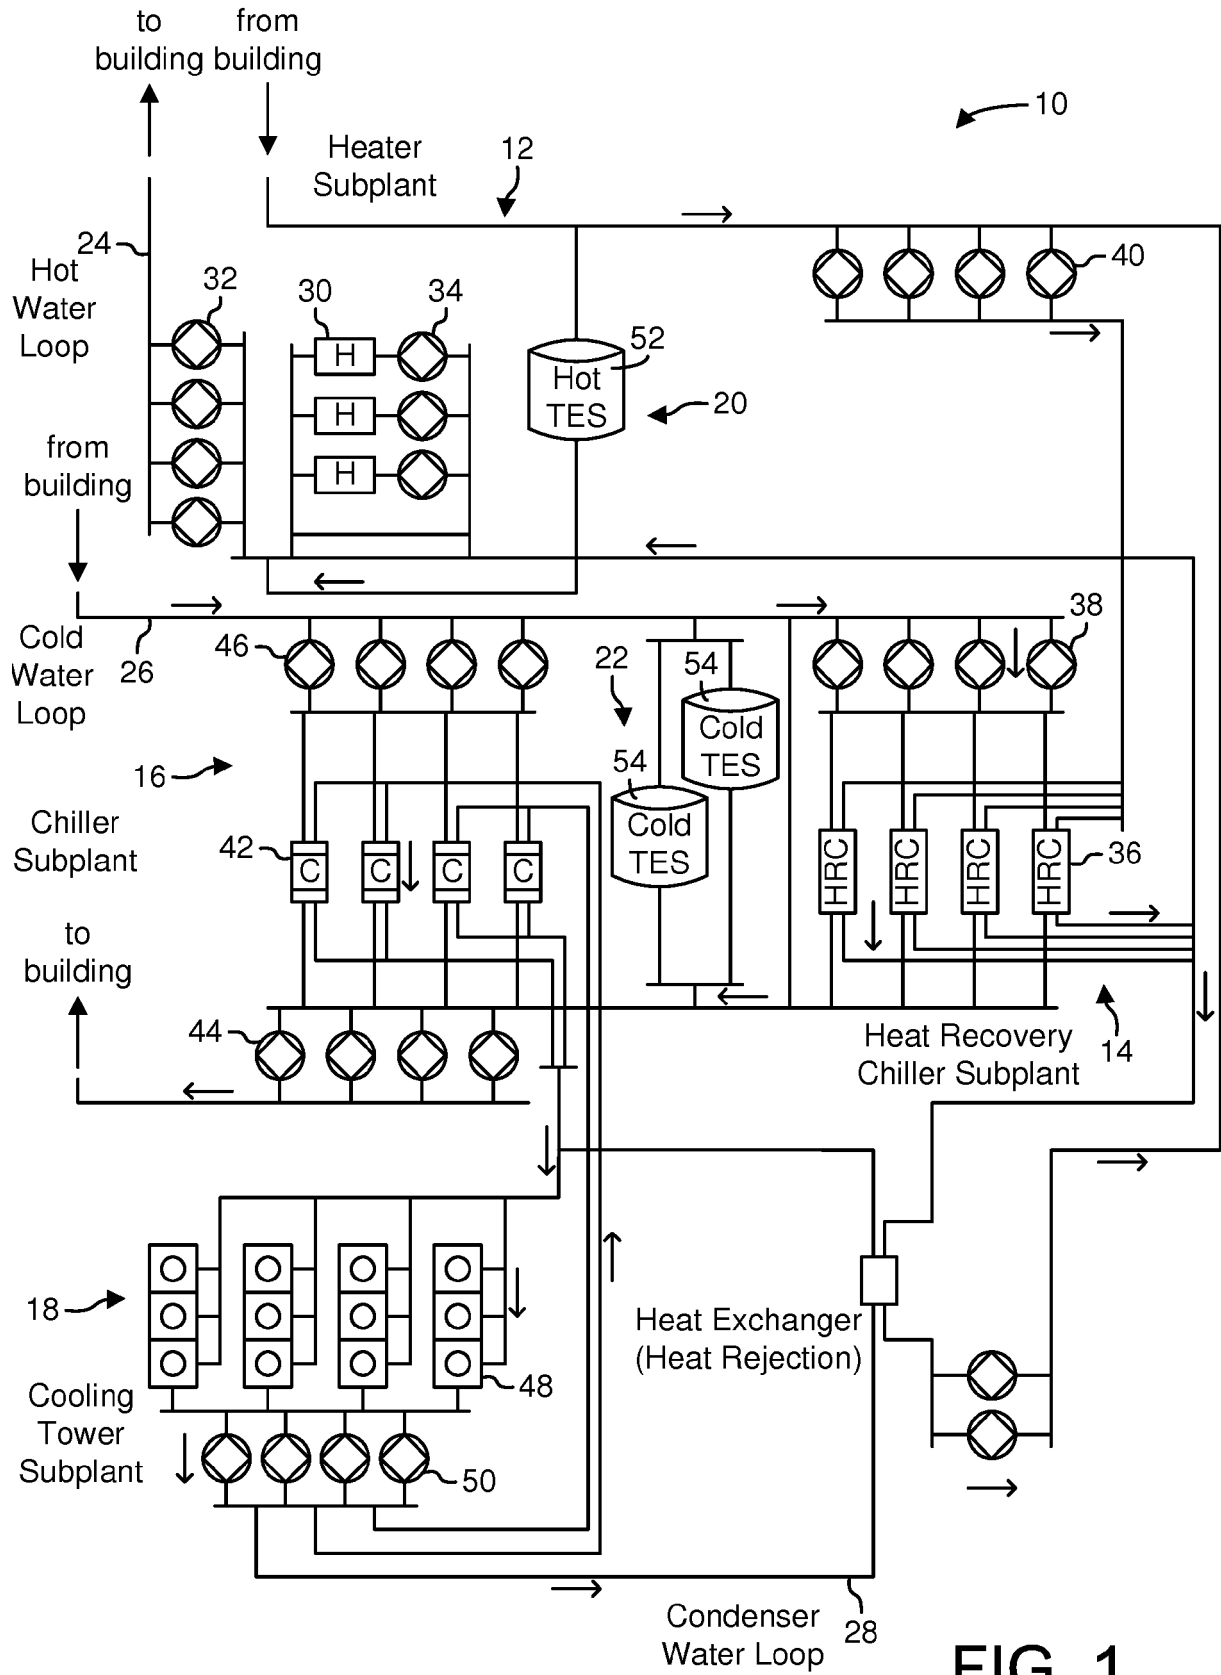 to
building
from
building
10
Heater
Subplant
12
24
Hot
Water
Loop
32
30
34
40
H
H
H
52
Hot
TES
20
from
building
Cold
Water
Loop
26
46
22
54
Cold
TES
54
Cold
TES
38
16
Chiller
Subplant
42
C
C
C
C
HRC
HRC
HRC
HRC
36
to
building
44
Heat Recovery
Chiller Subplant
14
18
Heat Exchanger
(Heat Rejection)
48
Cooling
Tower
Subplant
50
Condenser
Water Loop
28
FIG. 1